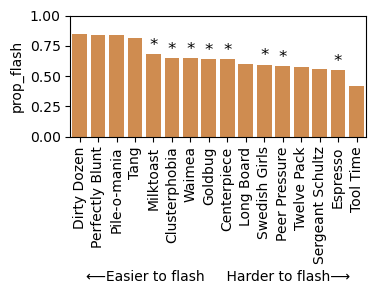 prop_flash
1.00
0.75
0.50
0.25
0.00
* * * * * * * *
Dirty Dozen
Perfectly Blunt
Pile-o-mania
Tang
Milktoast
Clusterphobia
Waimea
Goldbug
Centerpiece
Long Board
Swedish Girls
Peer Pressure
Twelve Pack
Sergeant Schultz
Espresso
Tool Time
⟵Easier to flash Harder to flash⟶